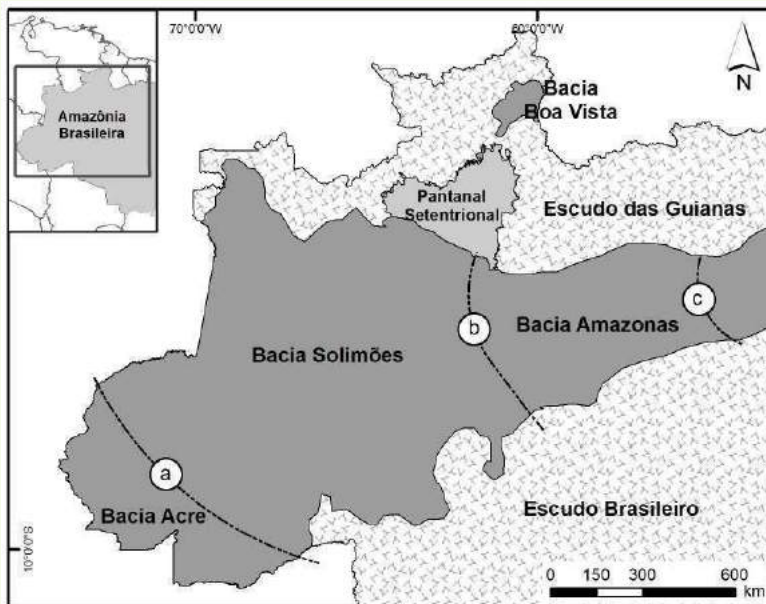 70°0'0"W
60°0'0"W
N
Amazônia
Brasileira
Bacia
Boa Vista
Pantanal
Setentrional
Escudo das Guianas
c
b
Bacia Amazonas
Bacia Solimões
a
Bacia Acre
Escudo Brasileiro
10°0'0"S
0 150 300 600
km